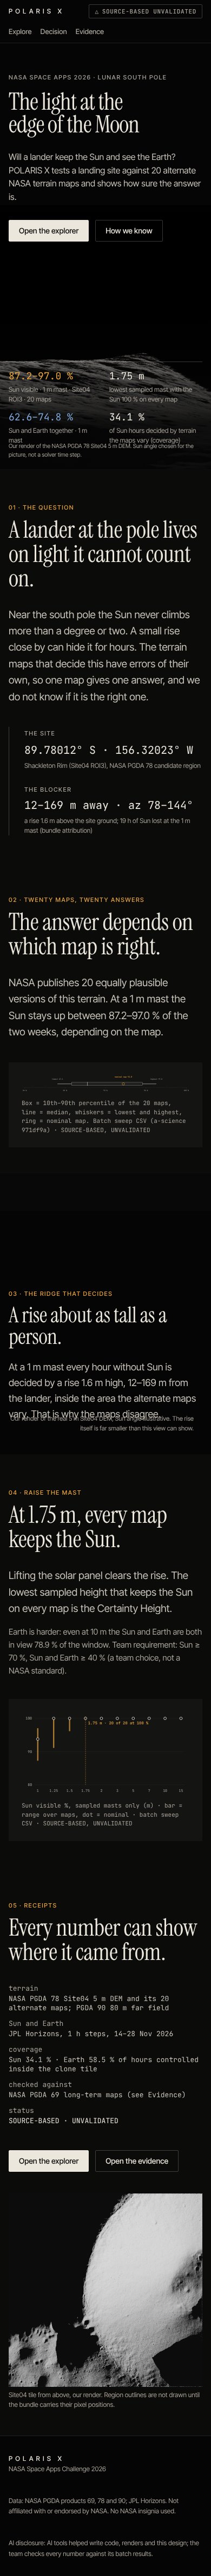 POLARIS X
△ SOURCE-BASED UNVALIDATED
Explore Decision Evidence
NASA SPACE APPS 2026 · LUNAR SOUTH POLE
The light at the
edge of the Moon
Will a lander keep the Sun and see the Earth?
POLARIS X tests a landing site against 20 alternate
NASA terrain maps and shows how sure the answer
is.
Open the explorer
How we know
87.2–97.0 %
Sun visible · 1 m mast · Site04
ROI3 · 20 maps
1.75 m
lowest sampled mast with the
Sun 100 % on every map
62.6–74.8 %
Sun and Earth together · 1 m
mast
34.1 %
of Sun hours decided by terrain
the maps vary (coverage)
Our render of the NASA PGDA 78 Site04 5 m DEM. Sun angle chosen for the
picture, not a solver time step.
01 · THE QUESTION
A lander at the pole lives
on light it cannot count
on.
Near the south pole the Sun never climbs
more than a degree or two. A small rise
close by can hide it for hours. The terrain
maps that decide this have errors of their
own, so one map gives one answer, and we
do not know if it is the right one.
THE SITE
89.78012° S · 156.32023° W
Shackleton Rim (Site04 ROI3), NASA PGDA 78 candidate region
THE BLOCKER
12–169 m away · az 78–144°
a rise 1.6 m above the site ground; 19 h of Sun lost at the 1 m
mast (bundle attribution)
02 · TWENTY MAPS, TWENTY ANSWERS
The answer depends on
which map is right.
NASA publishes 20 equally plausible
versions of this terrain. At a 1 m mast the
Sun stays up between 87.2–97.0 % of the
two weeks, depending on the map.
Box = 10th–90th percentile of the 20 maps,
line = median, whiskers = lowest and highest,
ring = nominal map. Batch sweep CSV (a-science
971df9a) · SOURCE-BASED, UNVALIDATED
03 · THE RIDGE THAT DECIDES
A rise about as tall as a
person.
At a 1 m mast every hour without Sun is
decided by a rise 1.6 m high, 12–169 m from
the lander, inside the area the alternate maps
vary. That is why the maps disagree.
Site04 5 m DEM, Sun angle illustrative. The rise
itself is far smaller than this view can show.
04 · RAISE THE MAST
At 1.75 m, every map
keeps the Sun.
Lifting the solar panel clears the rise. The
lowest sampled height that keeps the Sun
on every map is the Certainty Height.
Earth is harder: even at 10 m the Sun and Earth are both
in view 78.9 % of the window. Team requirement: Sun ≥
70 %, Sun and Earth ≥ 40 % (a team choice, not a
NASA standard).
1.75 m · 20 of 20 at 100 %
Sun visible %, sampled masts only (m) · bar =
range over maps, dot = nominal · batch sweep
CSV · SOURCE-BASED, UNVALIDATED
05 · RECEIPTS
Every number can show
where it came from.
terrain
NASA PGDA 78 Site04 5 m DEM and its 20
alternate maps; PGDA 90 80 m far field
Sun and Earth
JPL Horizons, 1 h steps, 14–28 Nov 2026
coverage
Sun 34.1 % · Earth 58.5 % of hours controlled
inside the clone tile
checked against
NASA PGDA 69 long-term maps (see Evidence)
status
SOURCE-BASED · UNVALIDATED
Open the explorer
Open the evidence
Site04 tile from above, our render. Region outlines are not drawn until
the bundle carries their pixel positions.
POLARIS X
NASA Space Apps Challenge 2026
Data: NASA PGDA products 69, 78 and 90; JPL Horizons. Not
affiliated with or endorsed by NASA. No NASA insignia used.
AI disclosure: AI tools helped write code, renders and this design; the
team checks every number against its batch results.